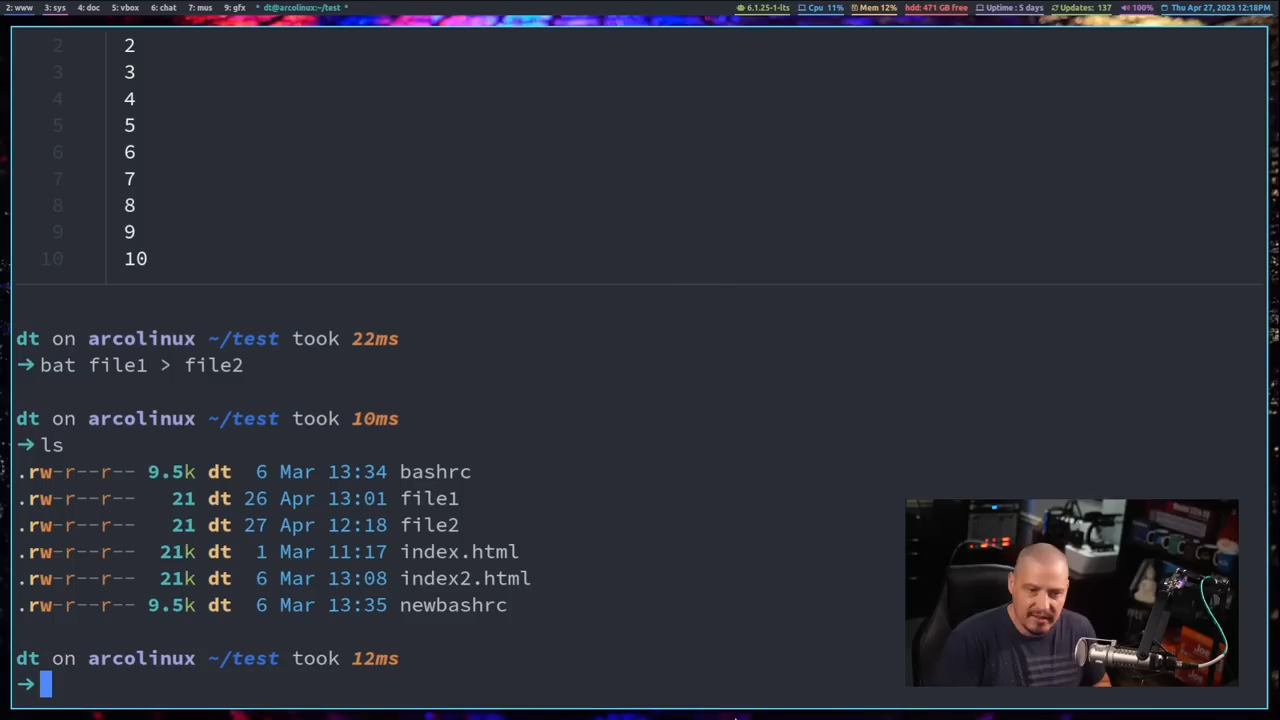 2: www 3: sys 4: doc 5: vbox 6: chat 7: mus 9: gfx * dt@arcolinux:~/test * 6.1.25-1-lts Cpu 11% Mem 12% hdd: 471 GB free Uptime : 5 days Updates: 137 100% Thu Apr 27, 2023 12:18PM
2 2
3 3
4 4
5 5
6 6
7 7
8 8
9 9
10 10
dt on arcolinux ~/test took 22ms
→bat file1 > file2
dt on arcolinux ~/test took 10ms
→ls
.rw-r--r-- 9.5k dt 6 Mar 13:34 bashrc
.rw-r--r-- 21 dt 26 Apr 13:01 file1
.rw-r--r-- 21 dt 27 Apr 12:18 file2
.rw-r--r-- 21k dt 1 Mar 11:17 index.html
.rw-r--r-- 21k dt 6 Mar 13:08 index2.html
.rw-r--r-- 9.5k dt 6 Mar 13:35 newbashrc
dt on arcolinux ~/test took 12ms
→